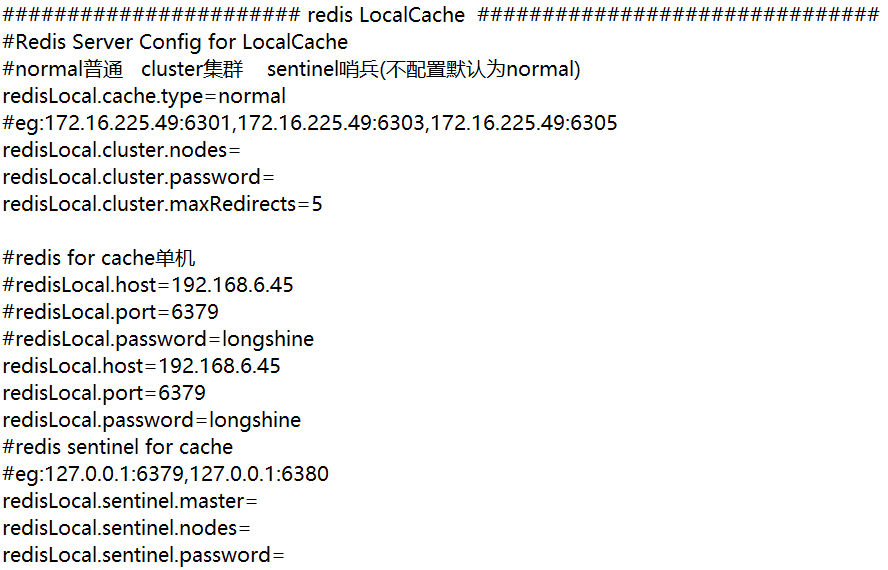 ####################### redis LocalCache ###############################
#Redis Server Config for LocalCache
#normal普通 cluster集群 sentinel哨兵(不配置默认为normal)
redisLocal.cache.type=normal
#eg:172.16.225.49:6301,172.16.225.49:6303,172.16.225.49:6305
redisLocal.cluster.nodes=
redisLocal.cluster.password=
redisLocal.cluster.maxRedirects=5
#redis for cache单机
#redisLocal.host=192.168.6.45
#redisLocal.port=6379
#redisLocal.password=longshine
redisLocal.host=192.168.6.45
redisLocal.port=6379
redisLocal.password=longshine
#redis sentinel for cache
#eg:127.0.0.1:6379,127.0.0.1:6380
redisLocal.sentinel.master=
redisLocal.sentinel.nodes=
redisLocal.sentinel.password=